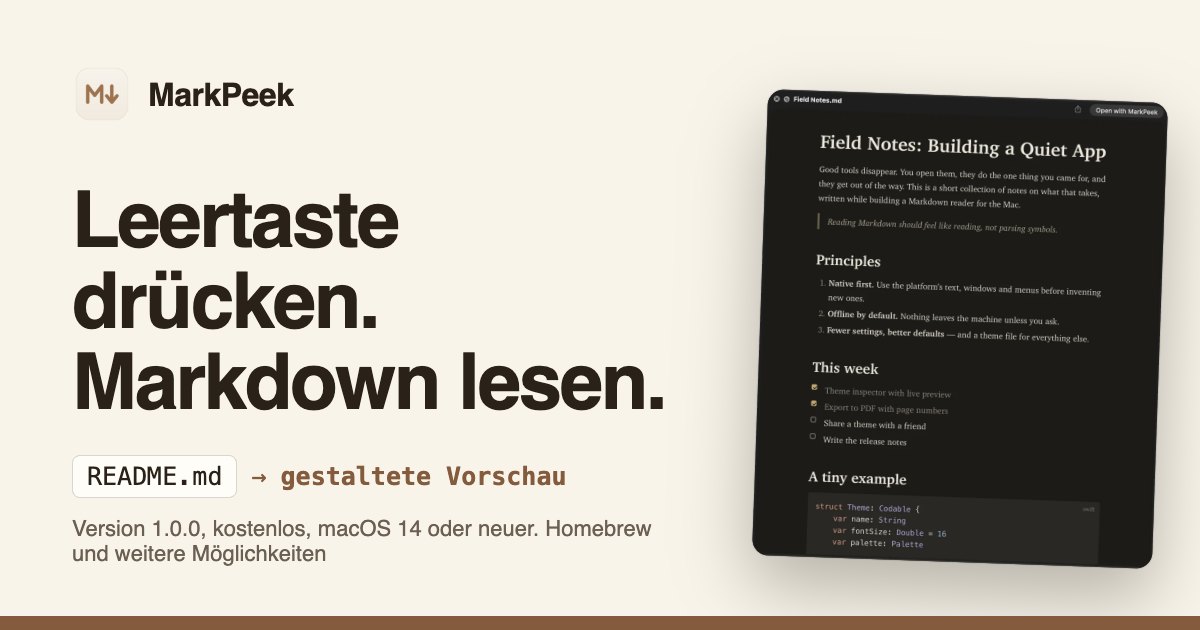 M↓
MarkPeek
Leertaste
drücken.
Markdown lesen.
README.md → gestaltete Vorschau
Version 1.0.0, kostenlos, macOS 14 oder neuer. Homebrew
und weitere Möglichkeiten
Field Notes.md
Open with MarkPeek
Field Notes: Building a Quiet App
Good tools disappear. You open them, they do the one thing you came for, and
they get out of the way. This is a short collection of notes on what that takes,
written while building a Markdown reader for the Mac.
Reading Markdown should feel like reading, not parsing symbols.
Principles
1. Native first. Use the platform's text, windows and menus before inventing
new ones.
2. Offline by default. Nothing leaves the machine unless you ask.
3. Fewer settings, better defaults — and a theme file for everything else.
This week
Theme inspector with live preview
Export to PDF with page numbers
Share a theme with a friend
Write the release notes
A tiny example
swift
struct Theme: Codable {
var name: String
var fontSize: Double = 16
var palette: Palette